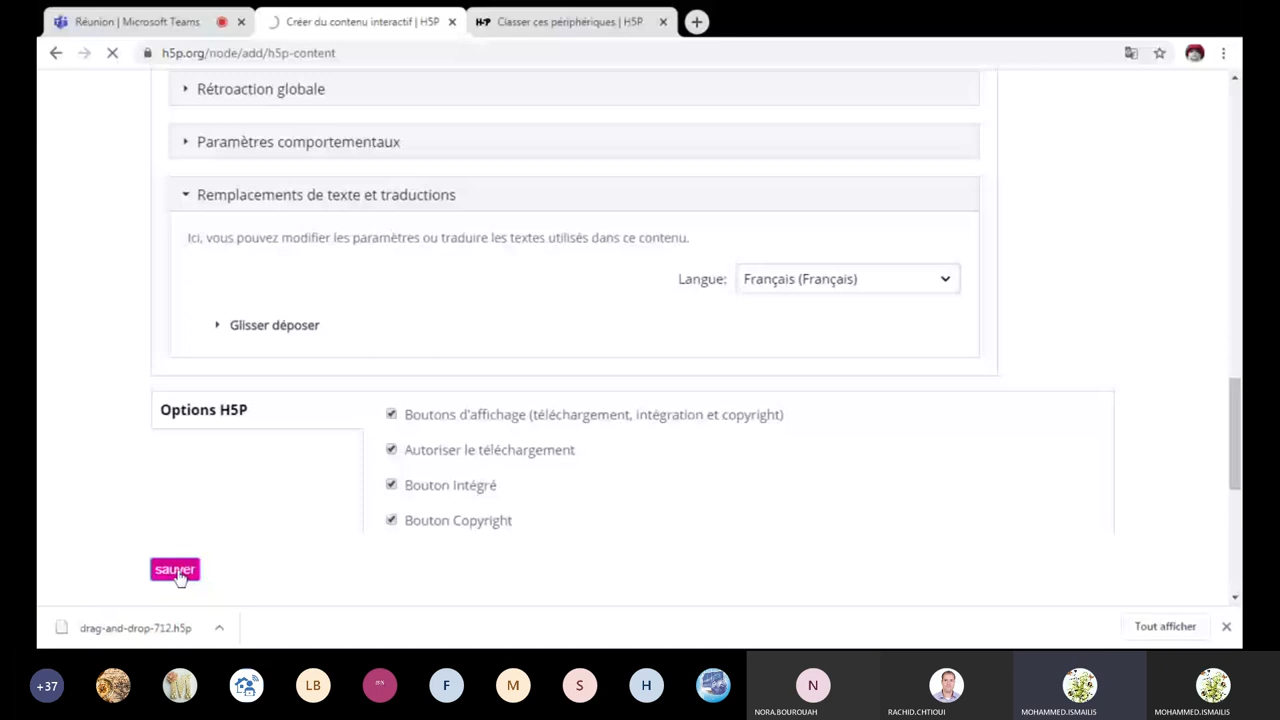 Réunion | Microsoft Teams
Créer du contenu interactif | H5P
H-P Classer ces périphériques | H5P
h5p.org/node/add/h5p-content
Rétroaction globale
Paramètres comportementaux
Remplacements de texte et traductions
Ici, vous pouvez modifier les paramètres ou traduire les textes utilisés dans ce contenu.
Langue: Français (Français)
Glisser déposer
Options H5P
Boutons d'affichage (téléchargement, intégration et copyright)
Autoriser le téléchargement
Bouton Intégré
Bouton Copyright
sauver
drag-and-drop-712.h5p
Tout afficher
+37
LB
F
M
S
H
N
NORA.BOUROUAH
RACHID.CHTIOUI
MOHAMMED.ISMAILIS
MOHAMMED.ISMAILIS